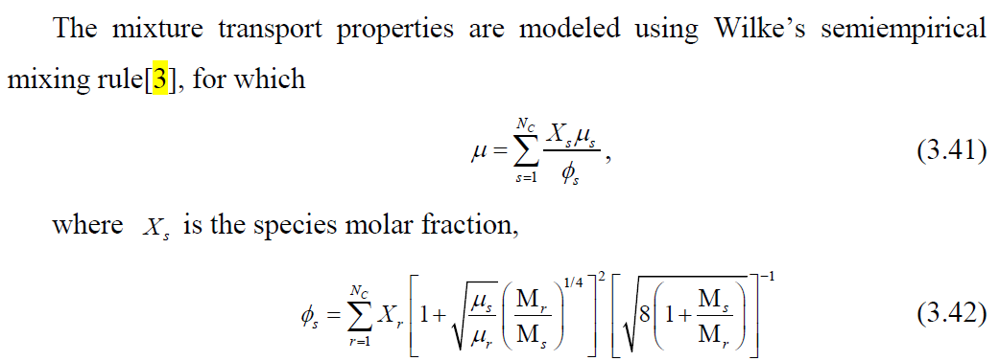 The mixture transport properties are modeled using Wilke's semiempirical
mixing rule[3], for which
$\mu = \sum_{s=1}^{N_C} \frac{X_s \mu_s}{\phi_s},$ (3.41)
where $X_s$ is the species molar fraction,
$\phi_s = \sum_{r=1}^{N_C} X_r \left[ 1 + \sqrt{\frac{\mu_s}{\mu_r}} \left( \frac{\mathrm{M}_r}{\mathrm{M}_s} \right)^{1/4} \right]^2 \left[ \sqrt{8 \left( 1 + \frac{\mathrm{M}_s}{\mathrm{M}_r} \right)} \right]^{-1}$ (3.42)